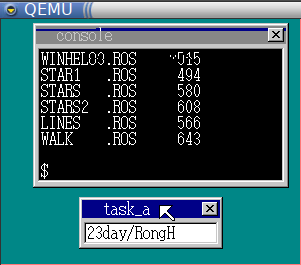 QEMU
console
WINHELO3.ROS 515
STAR1 .ROS 494
STARS .ROS 580
STARS2 .ROS 608
LINES .ROS 566
WALK .ROS 643
$
task_a
23day/RongH